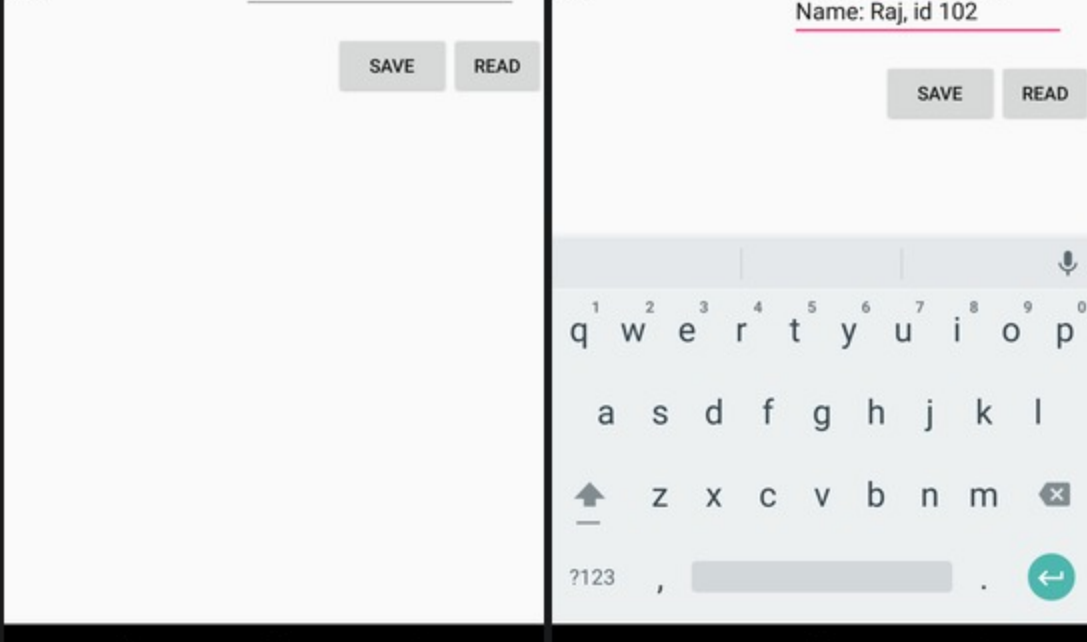 SAVE READ
Name: Raj, id 102
SAVE READ
1 2 3 4 5 6 7 8 9 0
q w e r t y u i o p
a s d f g h j k l
z x c v b n m
?123 , .